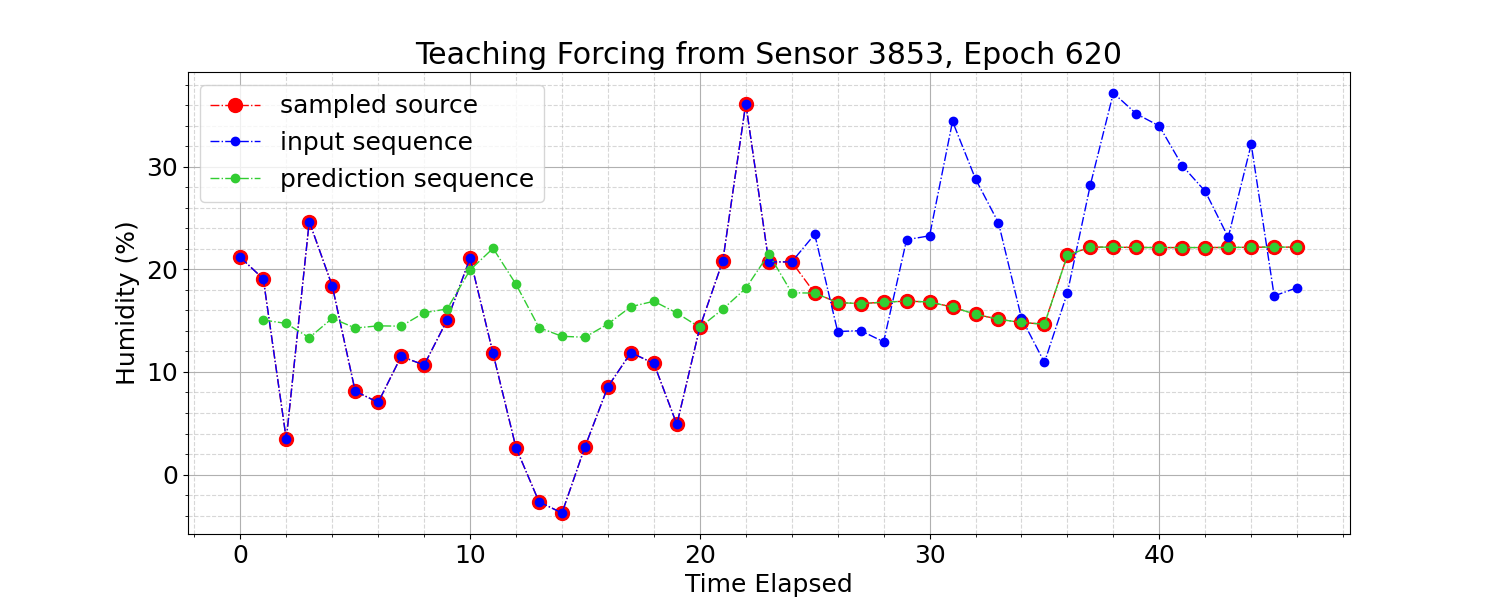 Teaching Forcing from Sensor 3853, Epoch 620
sampled source
input sequence
prediction sequence
Humidity (%)
30
20
10
0
0 10 20 30 40
Time Elapsed